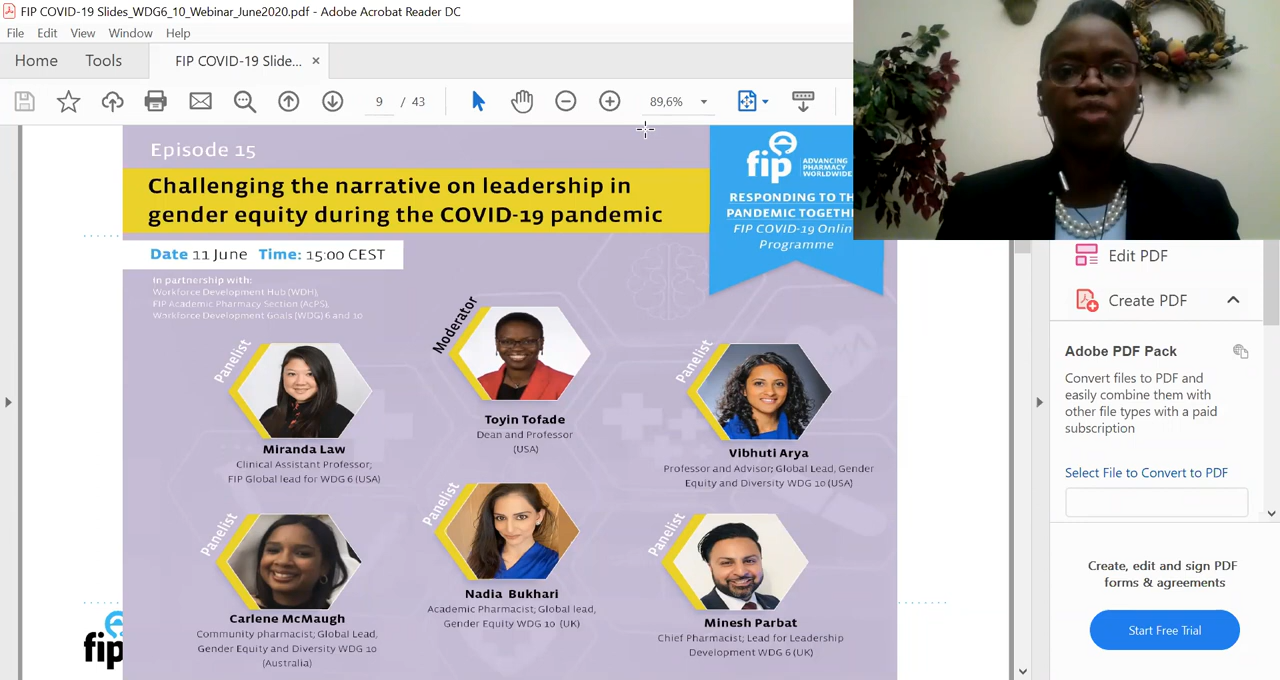 FIP COVID-19 Slides_WDG6_10_Webinar_June2020.pdf - Adobe Acrobat Reader DC
File Edit View Window Help
Home Tools FIP COVID-19 Slide... ×
9 / 43 89,6%
Episode 15
Challenging the narrative on leadership in
gender equity during the COVID-19 pandemic
Date 11 June Time: 15:00 CEST
In partnership with:
Workforce Development Hub (WDH),
FIP Academic Pharmacy Section (AcPS),
Workforce Development Goals (WDG) 6 and 10
fip
ADVANCING
PHARMACY
WORLDWIDE
RESPONDING TO TH
PANDEMIC TOGETH
FIP COVID-19 Onlin
Programme
Moderator
Toyin Tofade
Dean and Professor
(USA)
Panelist
Miranda Law
Clinical Assistant Professor;
FIP Global lead for WDG 6 (USA)
Panelist
Vibhuti Arya
Professor and Advisor; Global Lead, Gender
Equity and Diversity WDG 10 (USA)
Panelist
Carlene McMaugh
Community pharmacist; Global Lead,
Gender Equity and Diversity WDG 10
(Australia)
Panelist
Nadia Bukhari
Academic Pharmacist; Global lead,
Gender Equity WDG 10 (UK)
Panelist
Minesh Parbat
Chief Pharmacist; Lead for Leadership
Development WDG 6 (UK)
fip
Edit PDF
Create PDF
Adobe PDF Pack
Convert files to PDF and
easily combine them with
other file types with a paid
subscription
Select File to Convert to PDF
Create, edit and sign PDF
forms & agreements
Start Free Trial